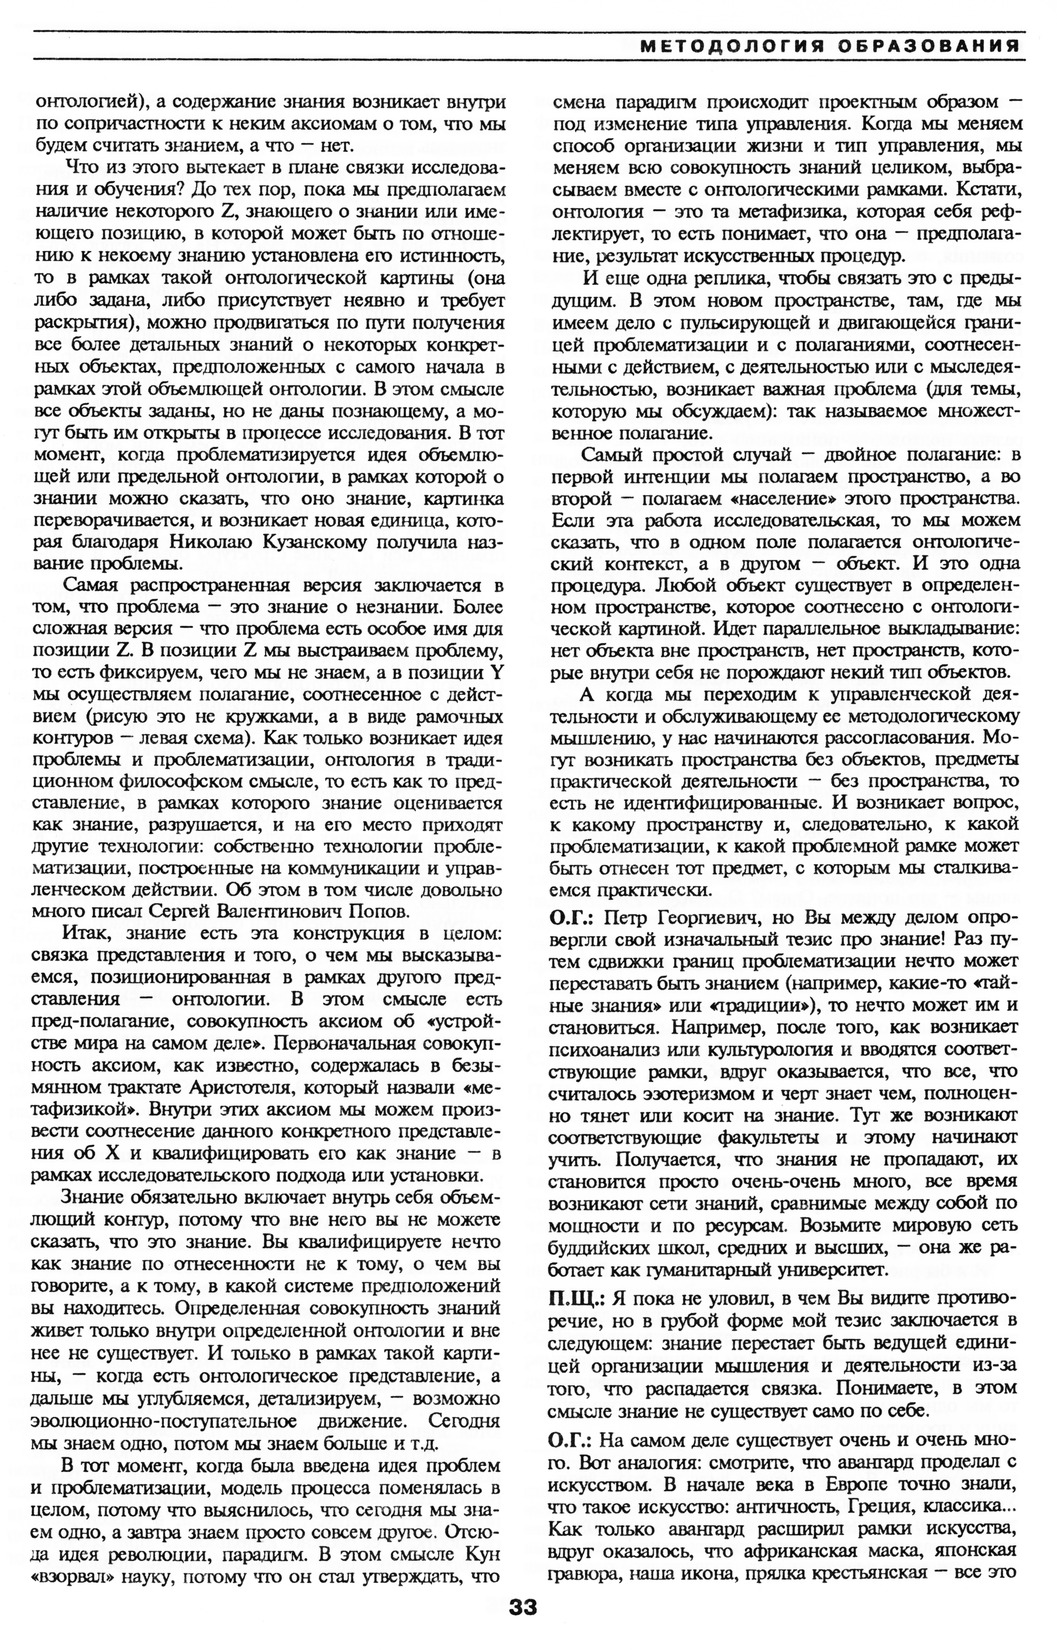 МЕТОДОЛОГИЯ ОБРАЗОВАНИЯ
онтологией), а содержание знания возникает внутри
по сопричастности к неким аксиомам о том, что мы
будем считать знанием, а что — нет.
Что из этого вытекает в плане связки исследова-
ния и обучения? До тех пор, пока мы предполагаем
наличие некоторого Z, знающего о знании или име-
ющего позицию, в которой может быть по отноше-
нию к некоему знанию установлена его истинность,
то в рамках такой онтологической картины (она
либо задана, либо присутствует неявно и требует
раскрытия), можно продвигаться по пути получения
все более детальных знаний о некоторых конкрет-
ных объектах, предположенных с самого начала в
рамках этой объемлющей онтологии. В этом смысле
все объекты заданы, но не даны познающему, а мо-
гут быть им открыты в процессе исследования. В тот
момент, когда проблематизируется идея объемлю-
щей или предельной онтологии, в рамках которой о
знании можно сказать, что оно знание, картинка
переворачивается, и возникает новая единица, кото-
рая благодаря Николаю Кузанскому получила наз-
вание проблемы.
Самая распространенная версия заключается в
том, что проблема — это знание о незнании. Более
сложная версия — что проблема есть особое имя для
позиции Z. В позиции Z мы выстраиваем проблему,
то есть фиксируем, чего мы не знаем, а в позиции Y
мы осуществляем полагание, соотнесенное с дейст-
вием (рисую это не кружками, а в виде рамочных
контуров — левая схема). Как только возникает идея
проблемы и проблематизации, онтология в тради-
ционном философском смысле, то есть как то пред-
ставление, в рамках которого знание оценивается
как знание, разрушается, и на его место приходят
другие технологии: собственно технологии пробле-
матизации, построенные на коммуникации и управ-
ленческом действии. Об этом в том числе довольно
много писал Сергей Валентинович Попов.
Итак, знание есть эта конструкция в целом:
связка представления и того, о чем мы высказыва-
емся, позиционированная в рамках другого пред-
ставления — онтологии. В этом смысле есть
пред-полагание, совокупность аксиом об «устрой-
стве мира на самом деле». Первоначальная совокуп-
ность аксиом, как известно, содержалась в безы-
мянном трактате Аристотеля, который назвали «ме-
тафизикой». Внутри этих аксиом мы можем произ-
вести соотнесение данного конкретного представле-
ния об X и квалифицировать его как знание — в
рамках исследовательского подхода или установки.
Знание обязательно включает внутрь себя объем-
лющий контур, потому что вне него вы не можете
сказать, что это знание. Вы квалифицируете нечто
как знание по отнесенности не к тому, о чем вы
говорите, а к тому, в какой системе предположений
вы находитесь. Определенная совокупность знаний
живет только внутри определенной онтологии и вне
нее не существует. И только в рамках такой карти-
ны, — когда есть онтологическое представление, а
дальше мы углубляемся, детализируем, — возможно
эволюционно-поступательное движение. Сегодня
мы знаем одно, потом мы знаем больше и т.д.
В тот момент, когда была введена идея проблем
и проблематизации, модель процесса поменялась в
целом, потому что выяснилось, что сегодня мы зна-
ем одно, а завтра знаем просто совсем другое. Отсю-
да идея революции, парадигм. В этом смысле Кун
«взорвал» науку, потому что он стал утверждать, что
смена парадигм происходит проектным образом —
под изменение типа управления. Когда мы меняем
способ организации жизни и тип управления, мы
меняем всю совокупность знаний целиком, выбра-
сываем вместе с онтологическими рамками. Кстати,
онтология — это та метафизика, которая себя реф-
лектирует, то есть понимает, что она — предполага-
ние, результат искусственных процедур.
И еще одна реплика, чтобы связать это с преды-
дущим. В этом новом пространстве, там, где мы
имеем дело с пульсирующей и двигающейся грани-
цей проблематизации и с полаганиями, соотнесен-
ными с действием, с деятельностью или с мыследея-
тельностью, возникает важная проблема (для темы,
которую мы обсуждаем): так называемое множест-
венное полагание.
Самый простой случай — двойное полагание: в
первой интенции мы полагаем пространство, а во
второй — полагаем «население» этого пространства.
Если эта работа исследовательская, то мы можем
сказать, что в одном поле полагается онтологиче-
ский контекст, а в другом — объект. И это одна
процедура. Любой объект существует в определен-
ном пространстве, которое соотнесено с онтологи-
ческой картиной. Идет параллельное выкладывание:
нет объекта вне пространств, нет пространств, кото-
рые внутри себя не порождают некий тип объектов.
А когда мы переходим к управленческой дея-
тельности и обслуживающему ее методологическому
мышлению, у нас начинаются рассогласования. Мо-
гут возникать пространства без объектов, предметы
практической деятельности — без пространства, то
есть не идентифицированные. И возникает вопрос,
к какому пространству и, следовательно, к какой
проблематизации, к какой проблемной рамке может
быть отнесен тот предмет, с которым мы сталкива-
емся практически.
О.Г.: Петр Георгиевич, но Вы между делом опро-
вергли свой изначальный тезис про знание! Раз пу-
тем сдвижки границ проблематизации нечто может
переставать быть знанием (например, какие-то «тай-
ные знания» или «традиции»), то нечто может им и
становиться. Например, после того, как возникает
психоанализ или культурология и вводятся соответ-
ствующие рамки, вдруг оказывается, что все, что
считалось эзотеризмом и черт знает чем, полноцен-
но тянет или косит на знание. Тут же возникают
соответствующие факультеты и этому начинают
учить. Получается, что знания не пропадают, их
становится просто очень-очень много, все время
возникают сети знаний, сравнимые между собой по
мощности и по ресурсам. Возьмите мировую сеть
буддийских школ, средних и высших, — она же ра-
ботает как гуманитарный университет.
П.Щ.: Я пока не уловил, в чем Вы видите противо-
речие, но в грубой форме мой тезис заключается в
следующем: знание перестает быть ведущей едини-
цей организации мышления и деятельности из-за
того, что распадается связка. Понимаете, в этом
смысле знание не существует само по себе.
О.Г.: На самом деле существует очень и очень мно-
го. Вот аналогия: смотрите, что авангард проделал с
искусством. В начале века в Европе точно знали,
что такое искусство: античность, Греция, классика...
Как только авангард расширил рамки искусства,
вдруг оказалось, что африканская маска, японская
гравюра, наша икона, прялка крестьянская — все это
33